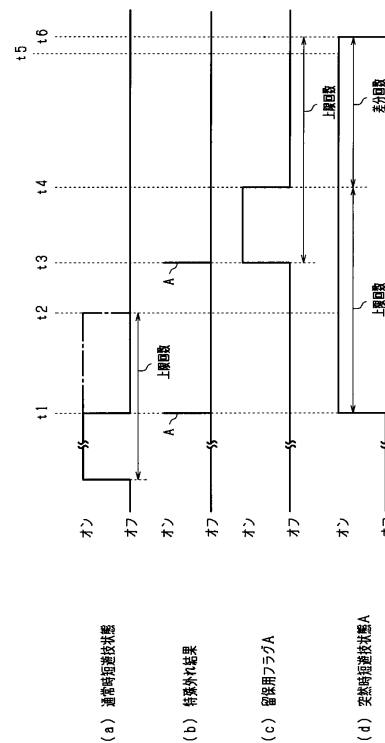 t1
t2
t3
t4
t5
t6
(a) 通常時短遊技状態
オン
オフ
上限回数
(b) 特殊外れ結果
オン
オフ
A
A
(c) 留保用フラグA
オン
オフ
上限回数
(d) 突然時短遊技状態A
オン
オフ
上限回数
差分回数